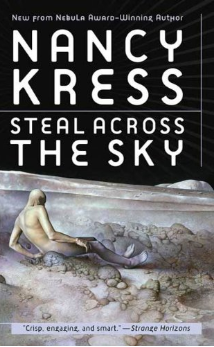 New from Nebula Award-Winning Author
NANCY
KRESS
STEAL ACROSS
THE SKY
"Crisp, engaging, and smart." —Strange Horizons